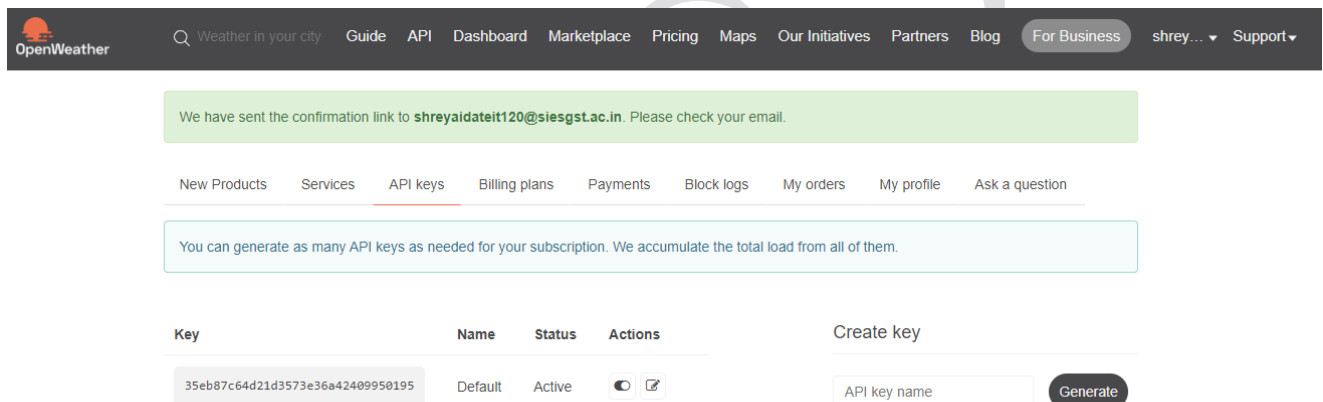 OpenWeather
Weather in your city Guide API Dashboard Marketplace Pricing Maps Our Initiatives Partners Blog For Business shrey... Support
We have sent the confirmation link to shreyaidateit120@siesgst.ac.in. Please check your email.
New Products Services API keys Billing plans Payments Block logs My orders My profile Ask a question
You can generate as many API keys as needed for your subscription. We accumulate the total load from all of them.
Key Name Status Actions Create key
35eb87c64d21d3573e36a42409950195 Default Active API key name Generate